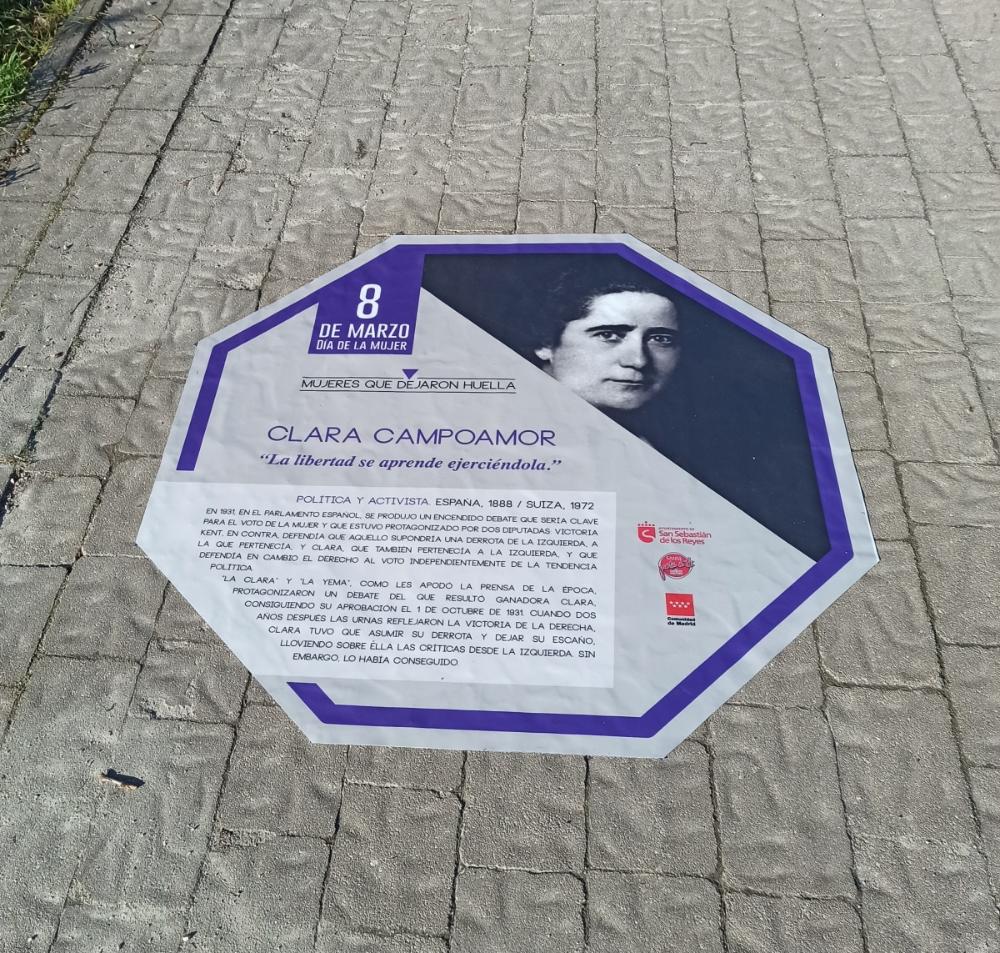 8
DE MARZO
DÍA DE LA MUJER
MUJERES QUE DEJARON HUELLA
CLARA CAMPOAMOR
“La libertad se aprende ejerciéndola.”
POLÍTICA Y ACTIVISTA. ESPAÑA, 1888 / SUIZA, 1972
EN 1931, EN EL PARLAMENTO ESPAÑOL, SE PRODUJO UN ENCENDIDO DEBATE QUE SERÍA CLAVE
PARA EL VOTO DE LA MUJER Y QUE ESTUVO PROTAGONIZADO POR DOS DIPUTADAS: VICTORIA
KENT, EN CONTRA, DEFENDÍA QUE AQUELLO SUPONDRÍA UNA DERROTA DE LA IZQUIERDA, A
LA QUE PERTENECÍA, Y CLARA, QUE TAMBIÉN PERTENECÍA A LA IZQUIERDA, Y QUE
DEFENDÍA EN CAMBIO EL DERECHO AL VOTO INDEPENDIENTEMENTE DE LA TENDENCIA
POLÍTICA.
"LA CLARA" Y "LA YEMA", COMO LES APODÓ LA PRENSA DE LA ÉPOCA,
PROTAGONIZARON UN DEBATE DEL QUE RESULTÓ GANADORA CLARA,
CONSIGUIENDO SU APROBACIÓN EL 1 DE OCTUBRE DE 1931. CUANDO DOS
AÑOS DESPUÉS LAS URNAS REFLEJARON LA VICTORIA DE LA DERECHA,
CLARA TUVO QUE ASUMIR SU DERROTA Y DEJAR SU ESCAÑO,
LLOVIENDO SOBRE ÉLLA LAS CRÍTICAS DESDE LA IZQUIERDA. SIN
EMBARGO, LO HABÍA CONSEGUIDO.
AYUNTAMIENTO DE
San Sebastián
de los Reyes
Comunidad
de Madrid